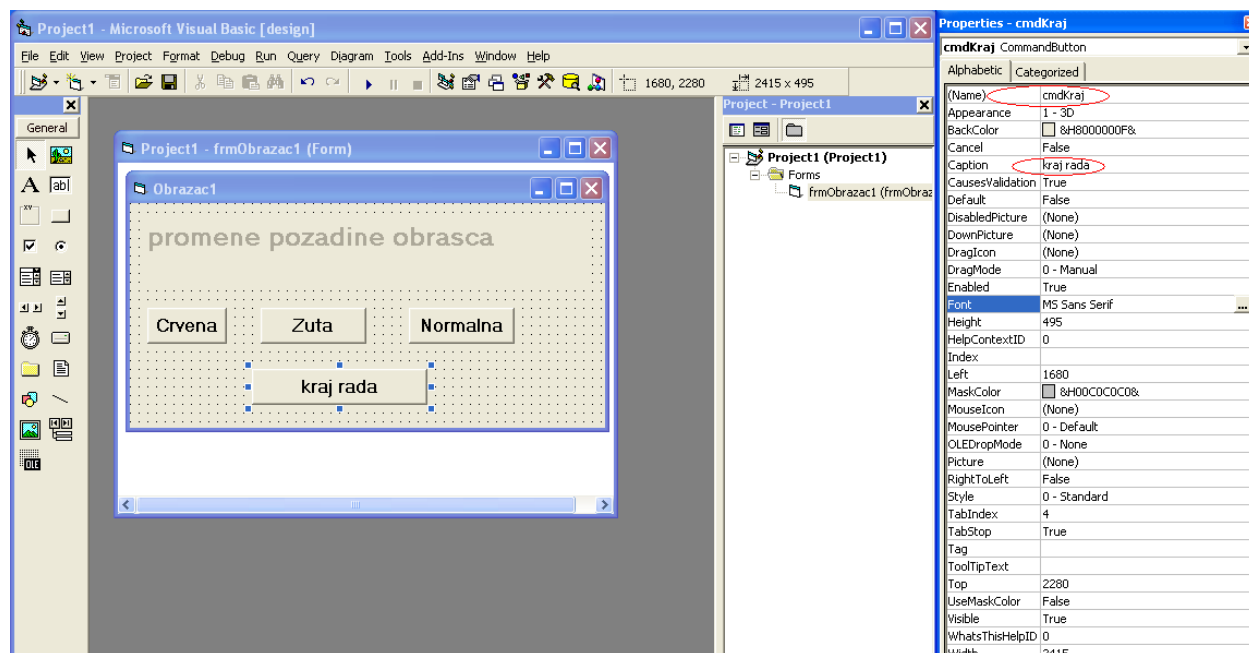 Project1 - Microsoft Visual Basic [design]
File Edit View Project Format Debug Run Query Diagram Tools Add-Ins Window Help
1680, 2280 2415 x 495
General
A ab|
XY
OLE
Project1 - frmObrazac1 (Form)
Obrazac1
promene pozadine obrasca
Crvena Zuta Normalna
kraj rada
Project - Project1
Project1 (Project1)
Forms
frmObrazac1 (frmObraz
Properties - cmdKraj
cmdKraj CommandButton
Alphabetic Categorized
(Name) cmdKraj
Appearance 1 - 3D
BackColor &H8000000F&
Cancel False
Caption kraj rada
CausesValidation True
Default False
DisabledPicture (None)
DownPicture (None)
DragIcon (None)
DragMode 0 - Manual
Enabled True
Font MS Sans Serif ...
Height 495
HelpContextID 0
Index
Left 1680
MaskColor &H00C0C0C0&
MouseIcon (None)
MousePointer 0 - Default
OLEDropMode 0 - None
Picture (None)
RightToLeft False
Style 0 - Standard
TabIndex 4
TabStop True
Tag
ToolTipText
Top 2280
UseMaskColor False
Visible True
WhatsThisHelpID 0
Width 2415